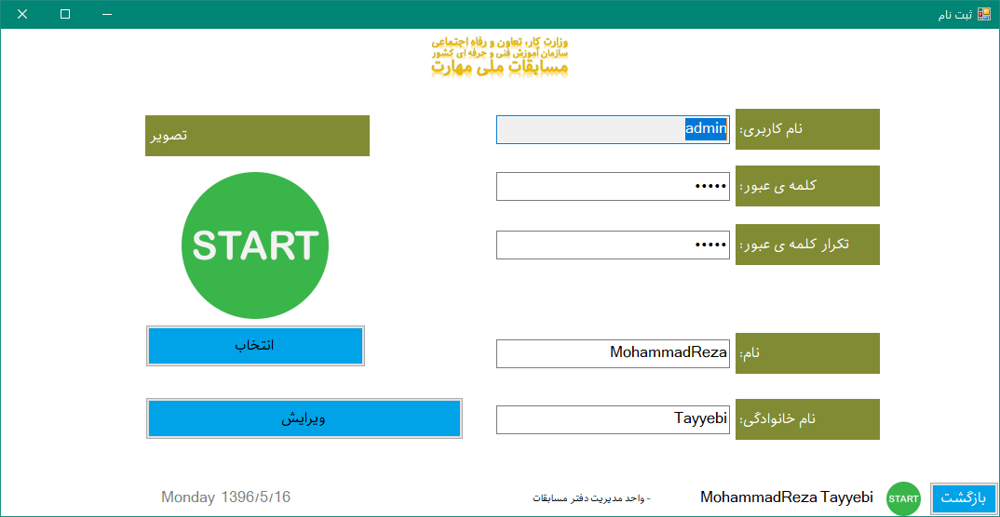 ثبت نام
وزارت کار، تعاون و رفاه اجتماعی
سازمان آموزش فنی و حرفه ای کشور
مسابقات ملی مهارت
نام کاربری:
admin
تصویر
کلمه ی عبور:
•••••
START
تکرار کلمه ی عبور:
•••••
نام:
MohammadReza
انتخاب
نام خانوادگی:
Tayyebi
ویرایش
بازگشت
START
MohammadReza Tayyebi
- واحد مدیریت دفتر مسابقات
Monday 1396/5/16